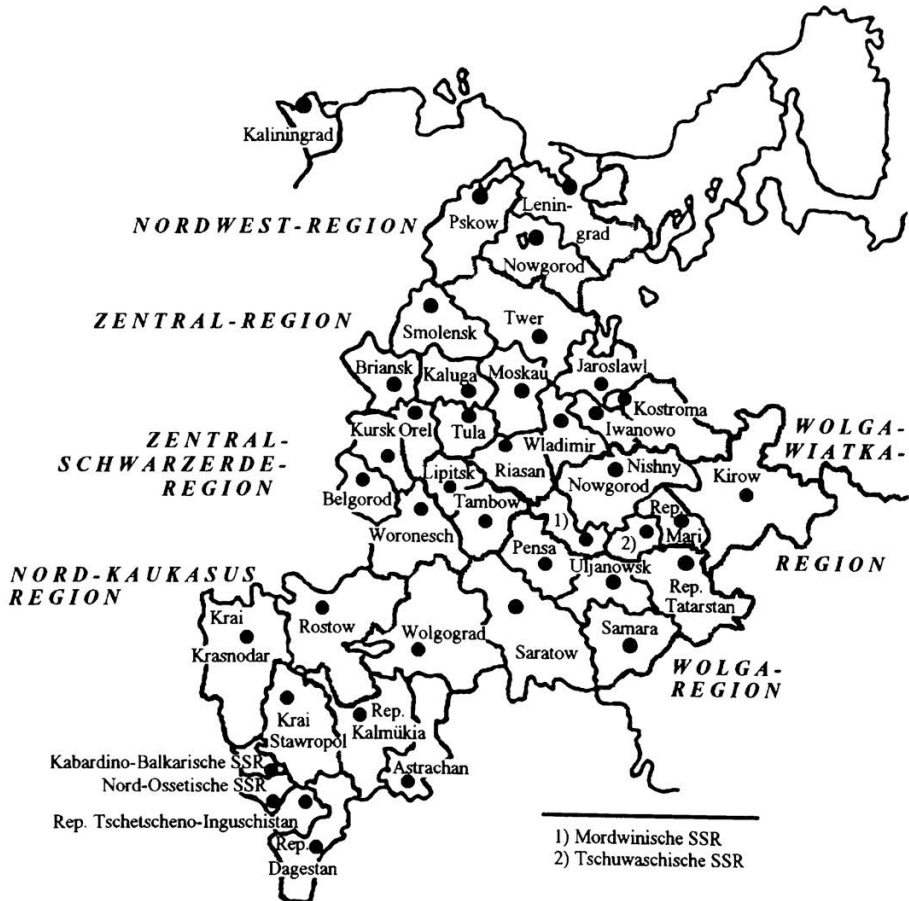 Kaliningrad
NORDWEST-REGION
Pskow
Lenin-
grad
Nowgorod
ZENTRAL-REGION
Smolensk
Twer
Briansk
Kaluga
Moskau
Jaroslawl
Kostroma
Iwanowo
Kursk
Orel
Tula
Wladimir
ZENTRAL-
SCHWARZERDE-
REGION
WOLGA-
WIATKA-
REGION
Lipitsk
Riasan
Nishny
Nowgorod
Kirow
Belgorod
Tambow
1)
Rep.
Mari
2)
Woronesch
Pensa
Uljanowsk
Rep.
Tatarstan
NORD-KAUKASUS
REGION
Krai
Krasnodar
Rostow
Wolgograd
Saratow
Samara
WOLGA-
REGION
Krai
Stawropol
Rep.
Kalmükia
Kabardino-Balkarische SSR
Nord-Ossetische SSR
Astrachan
Rep. Tschetscheno-Inguschistan
Rep.
Dagestan
1) Mordwinische SSR
2) Tschuwaschische SSR